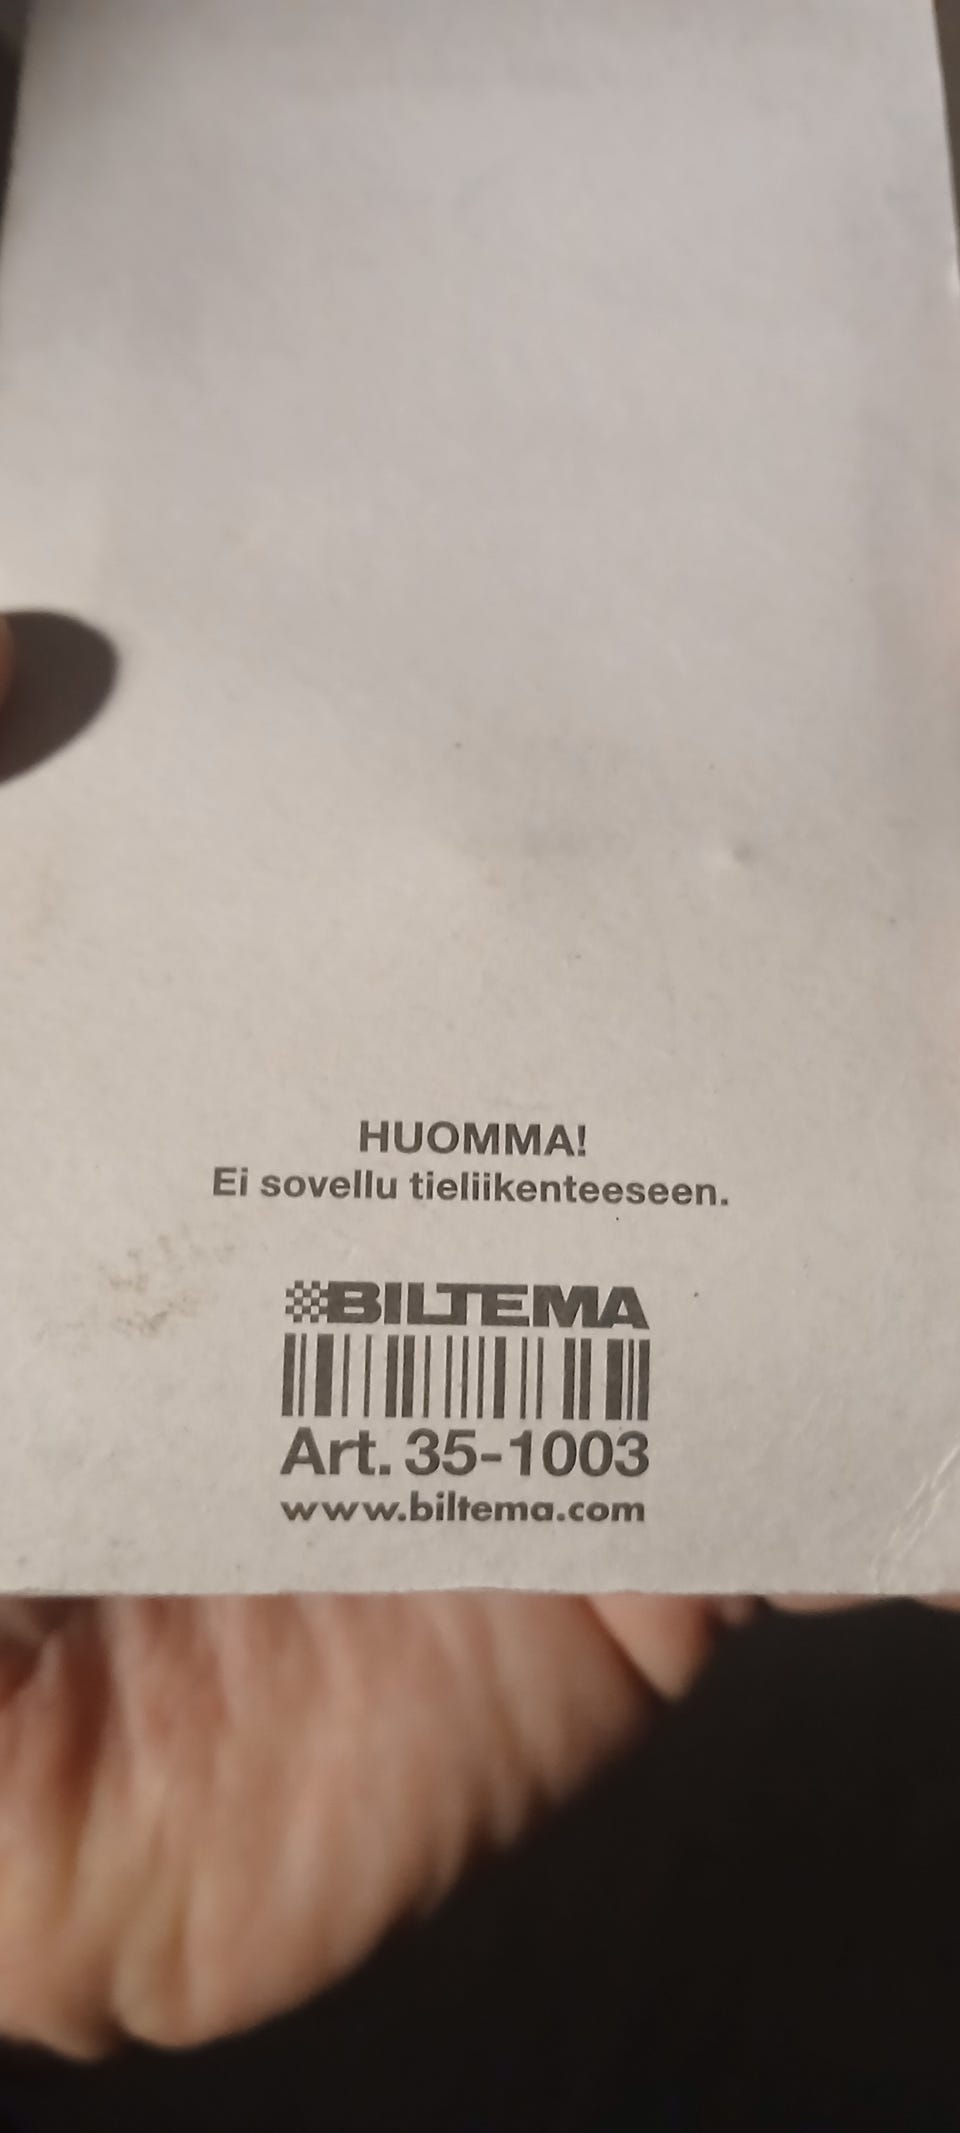 HUOMMA!
Ei sovellu tieliikenteeseen.
BILTEMA
Art. 35-1003
www.biltema.com